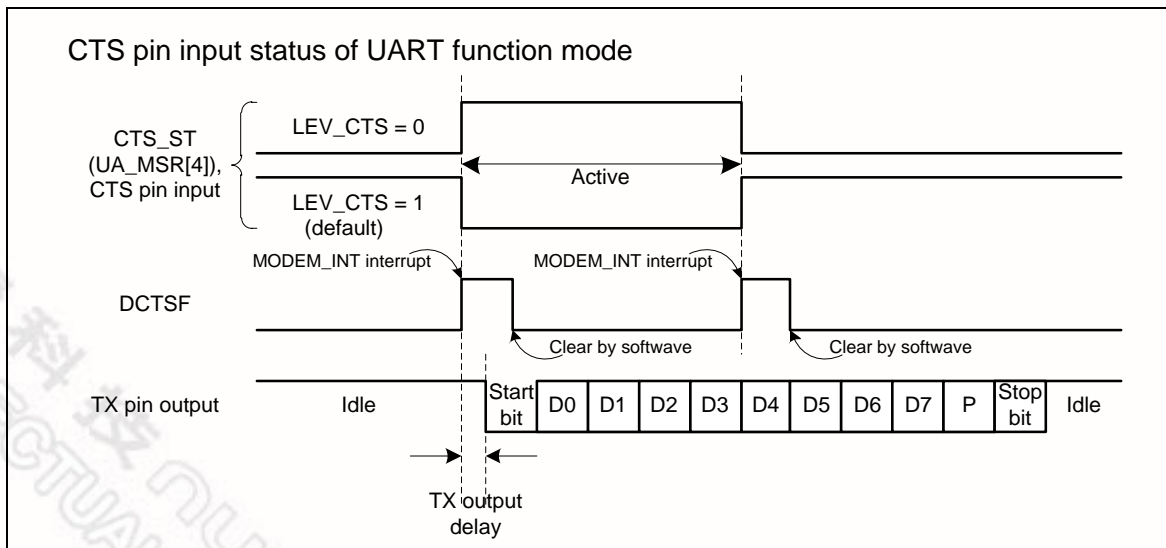 CTS pin input status of UART function mode
LEV_CTS = 0
CTS_ST
(UA_MSR[4]),
CTS pin input
Active
LEV_CTS = 1
(default)
MODEM_INT interrupt
MODEM_INT interrupt
DCTSF
Clear by softwave
Clear by softwave
TX pin output
Idle
Start
bit
D0
D1
D2
D3
D4
D5
D6
D7
P
Stop
bit
Idle
TX output
delay
科技